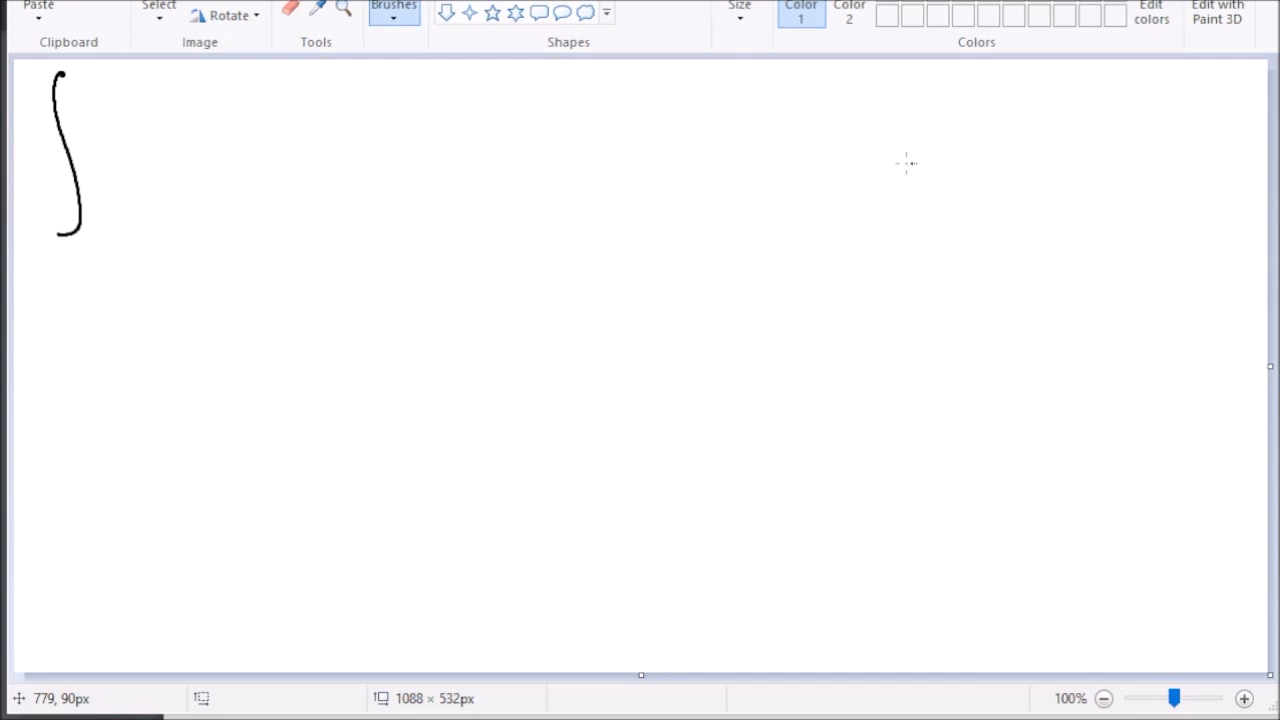 Paste
Select
Rotate
Brushes
Size
Color 1
Color 2
Edit colors
Edit with Paint 3D
Clipboard
Image
Tools
Shapes
Colors
∫
779, 90px
1088 × 532px
100%